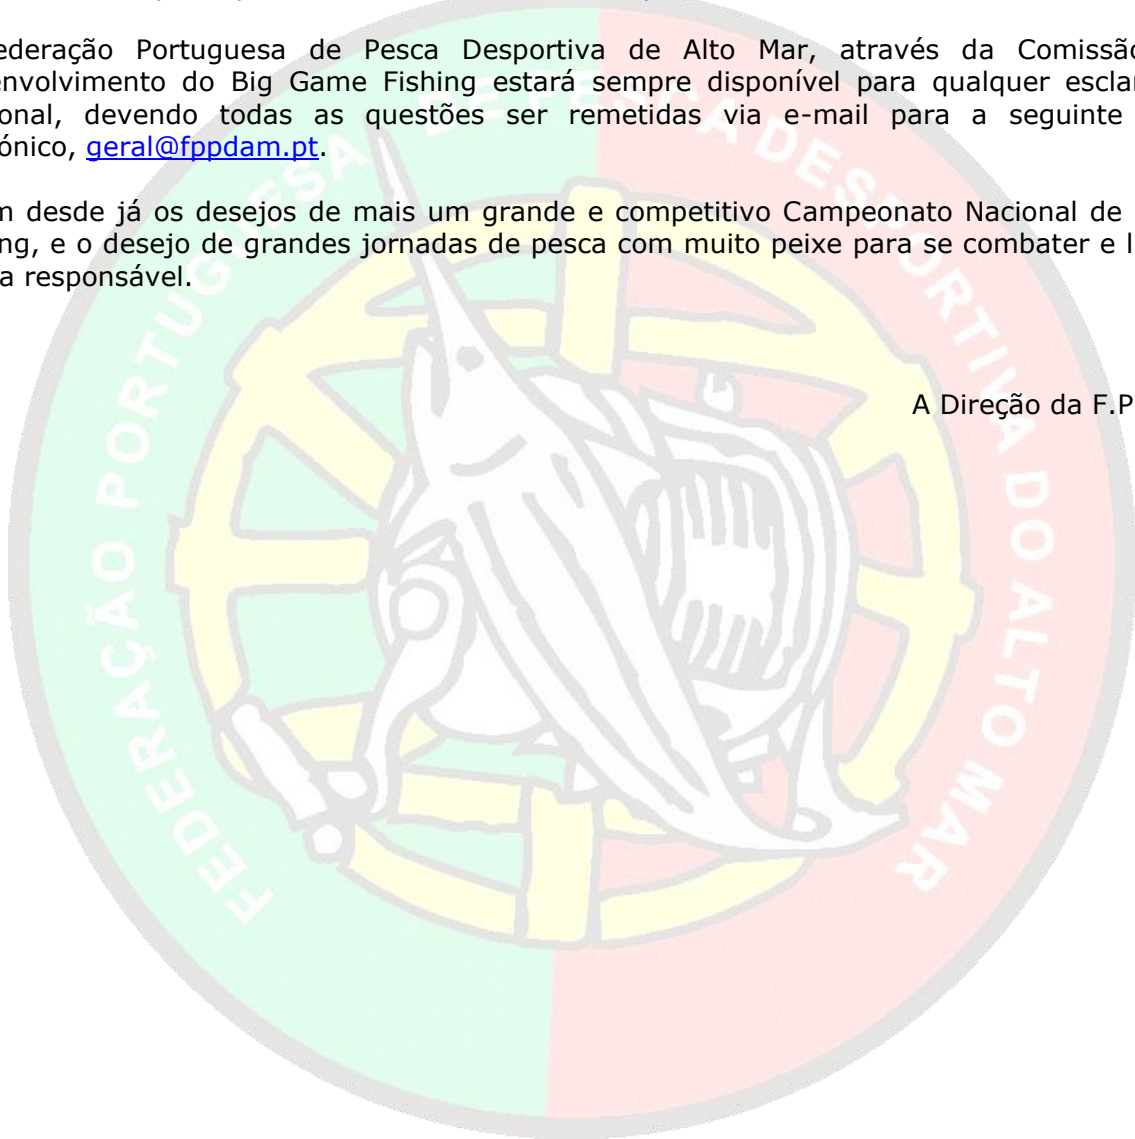 ederação Portuguesa de Pesca Desportiva de Alto Mar, através da Comissão
envolvimento do Big Game Fishing estará sempre disponível para qualquer esclar
onal, devendo todas as questões ser remetidas via e-mail para a seguinte
ónico, geral@fppdam.pt.
m desde já os desejos de mais um grande e competitivo Campeonato Nacional de
ng, e o desejo de grandes jornadas de pesca com muito peixe para se combater e l
a responsável.
A Direção da F.P
FEDERAÇÃO PORTUGUESA DE PESCA DESPORTIVA DO ALTO MAR